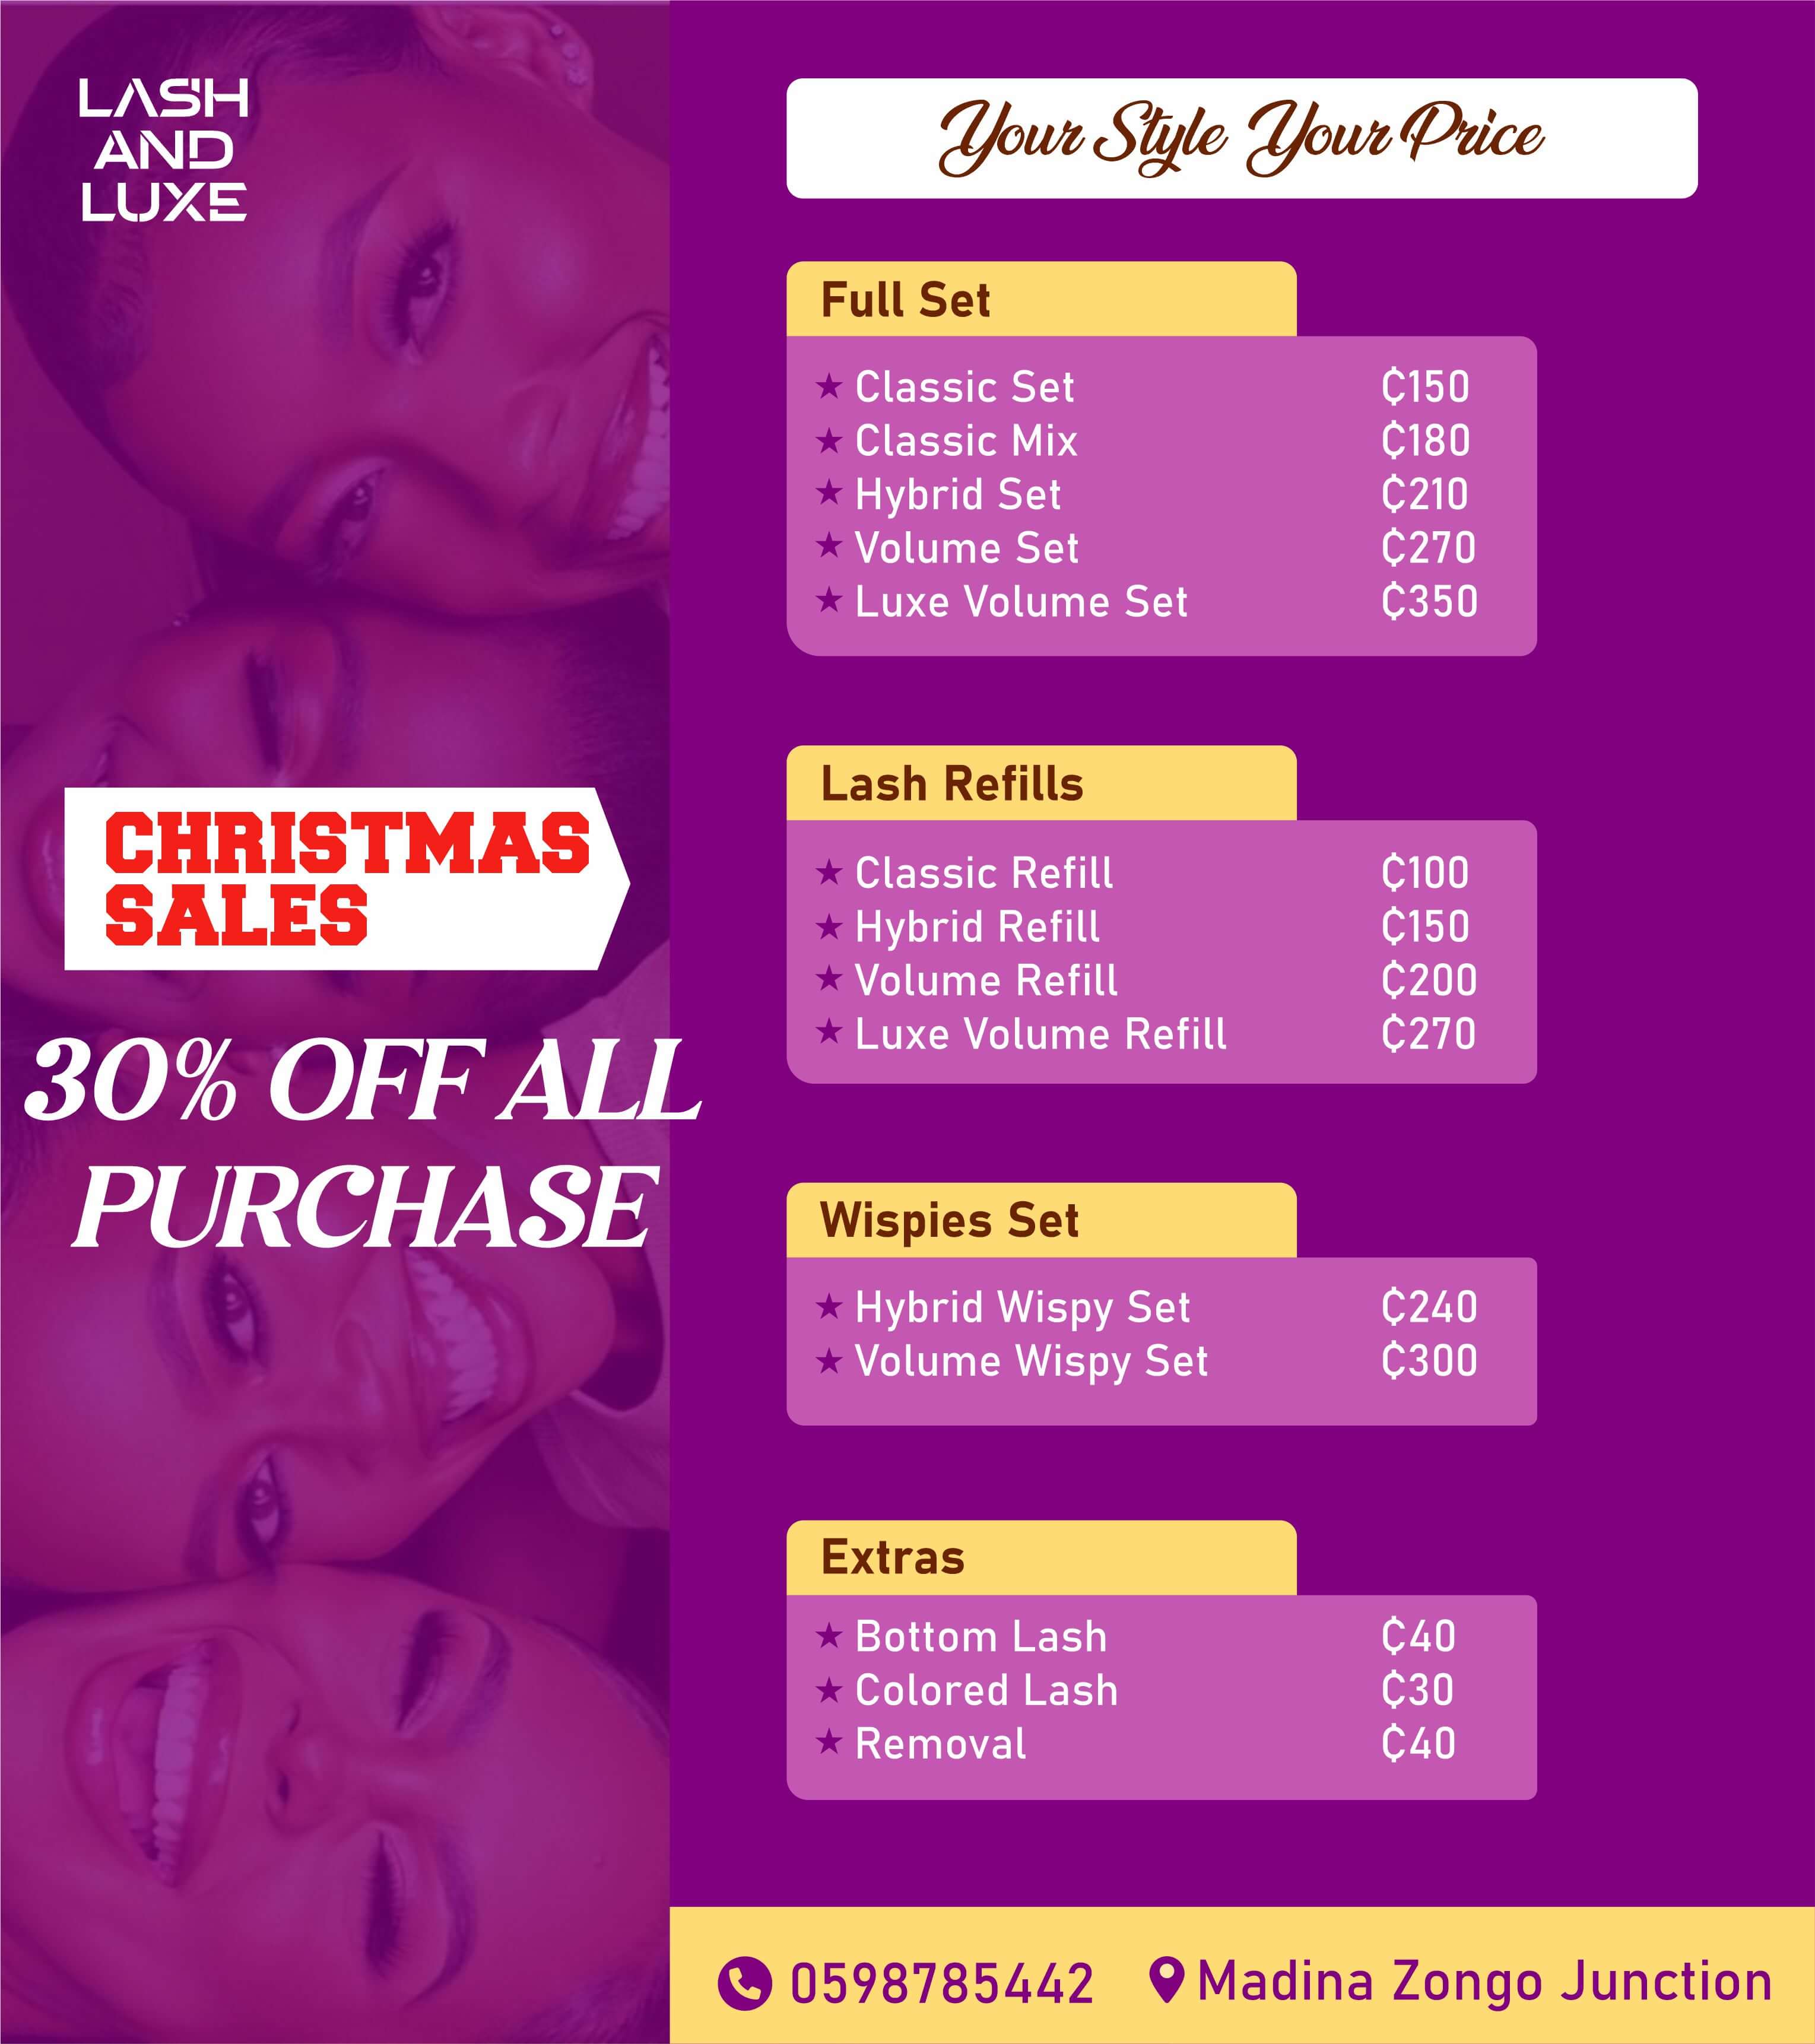 LASH
AND
LUXE
CHRISTMAS
SALES
30% OFF ALL
PURCHASE
Your Style Your Price
Full Set
★ Classic Set ₵150
★ Classic Mix ₵180
★ Hybrid Set ₵210
★ Volume Set ₵270
★ Luxe Volume Set ₵350
Lash Refills
★ Classic Refill ₵100
★ Hybrid Refill ₵150
★ Volume Refill ₵200
★ Luxe Volume Refill ₵270
Wispies Set
★ Hybrid Wispy Set ₵240
★ Volume Wispy Set ₵300
Extras
★ Bottom Lash ₵40
★ Colored Lash ₵30
★ Removal ₵40
0598785442 Madina Zongo Junction